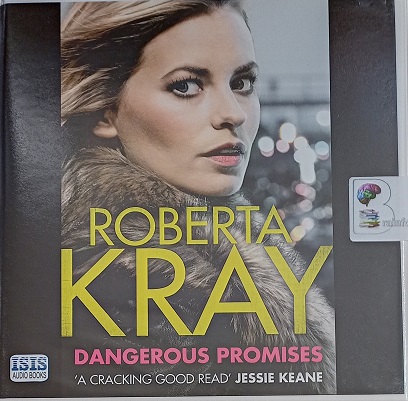 ROBERTA
KRAY
DANGEROUS PROMISES
'A CRACKING GOOD READ' JESSIE KEANE
ISIS
AUDIO BOOKS